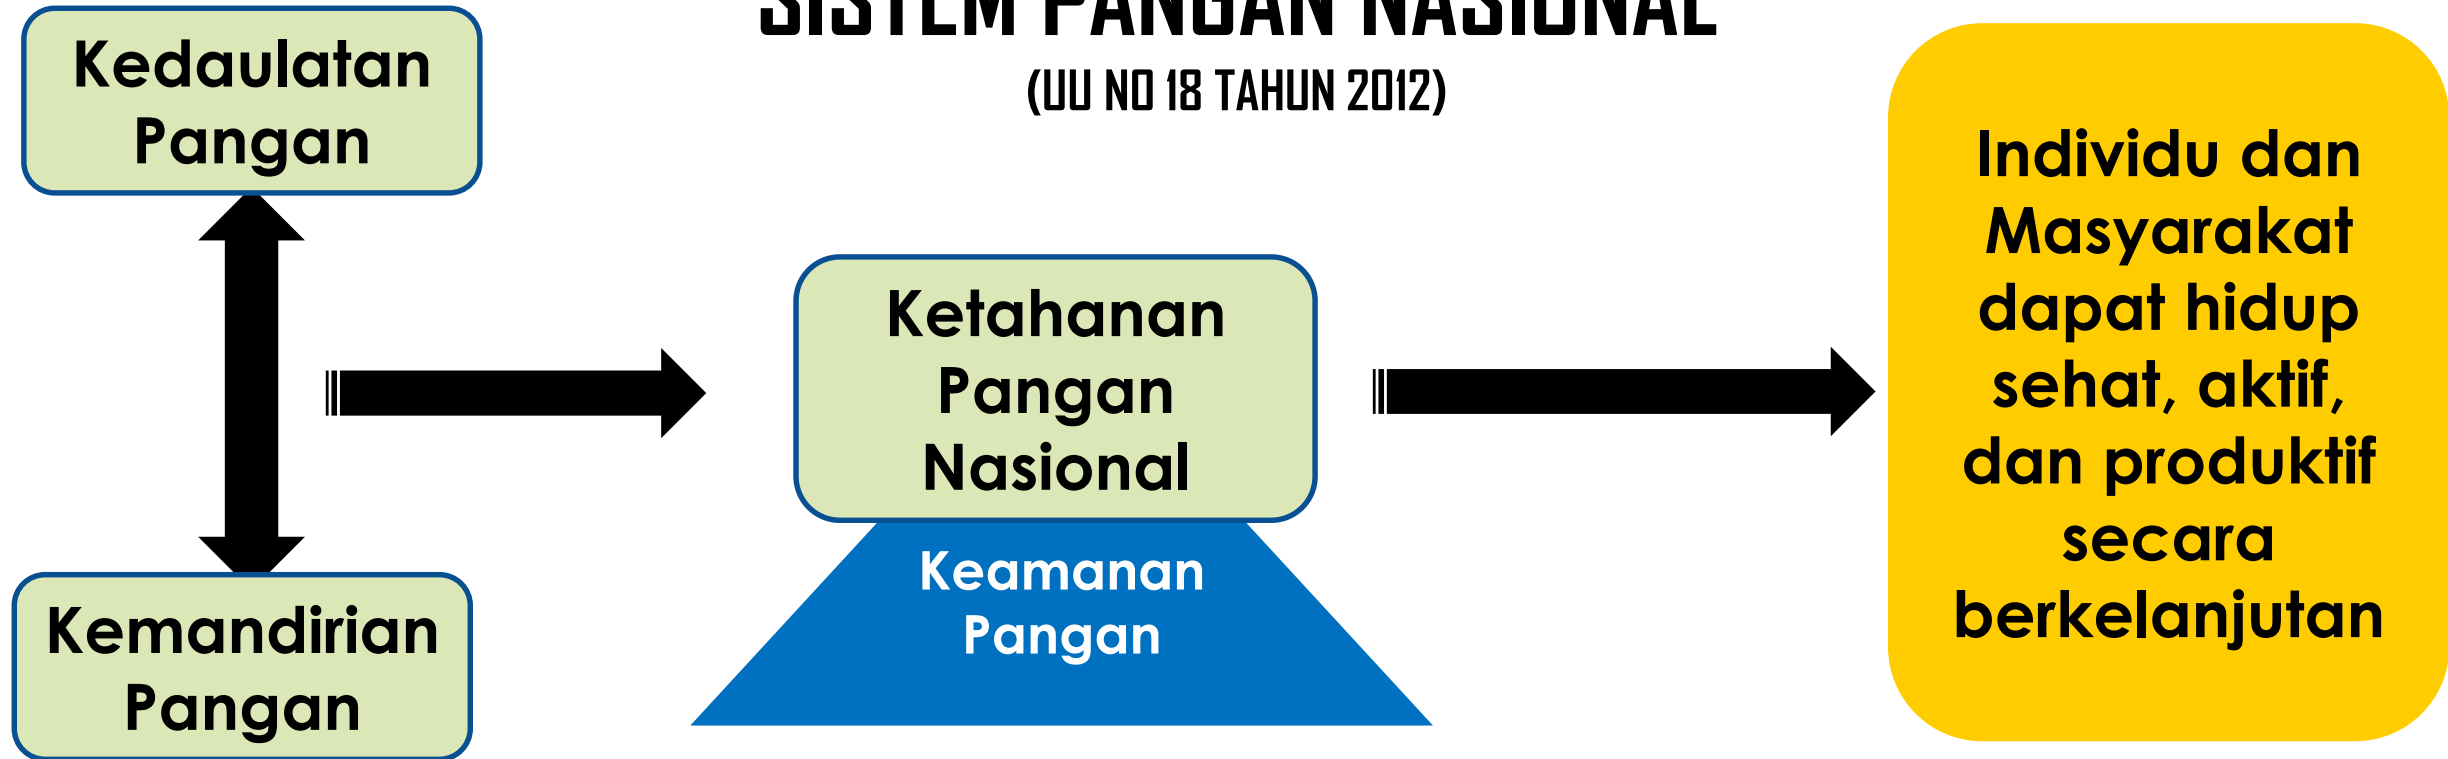 SISTEM PANGAN NASIONAL
(UU NO 18 TAHUN 2012)
Kedaulatan
Pangan
Kemandirian
Pangan
Ketahanan
Pangan
Nasional
Keamanan
Pangan
Individu dan
Masyarakat
dapat hidup
sehat, aktif,
dan produktif
secara
berkelanjutan